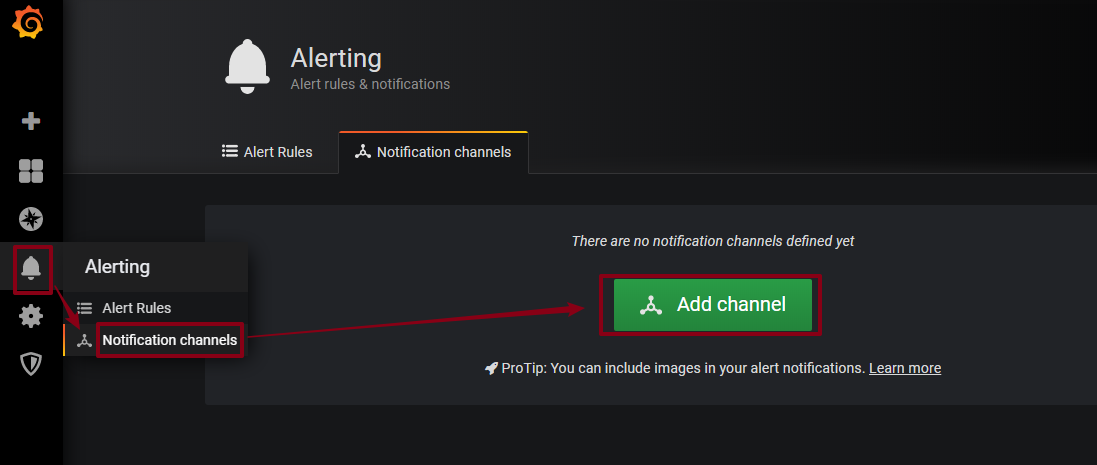 Alerting
Alert rules & notifications
Alert Rules
Notification channels
There are no notification channels defined yet
Alerting
Add channel
Alert Rules
Notification channels
ProTip: You can include images in your alert notifications. Learn more